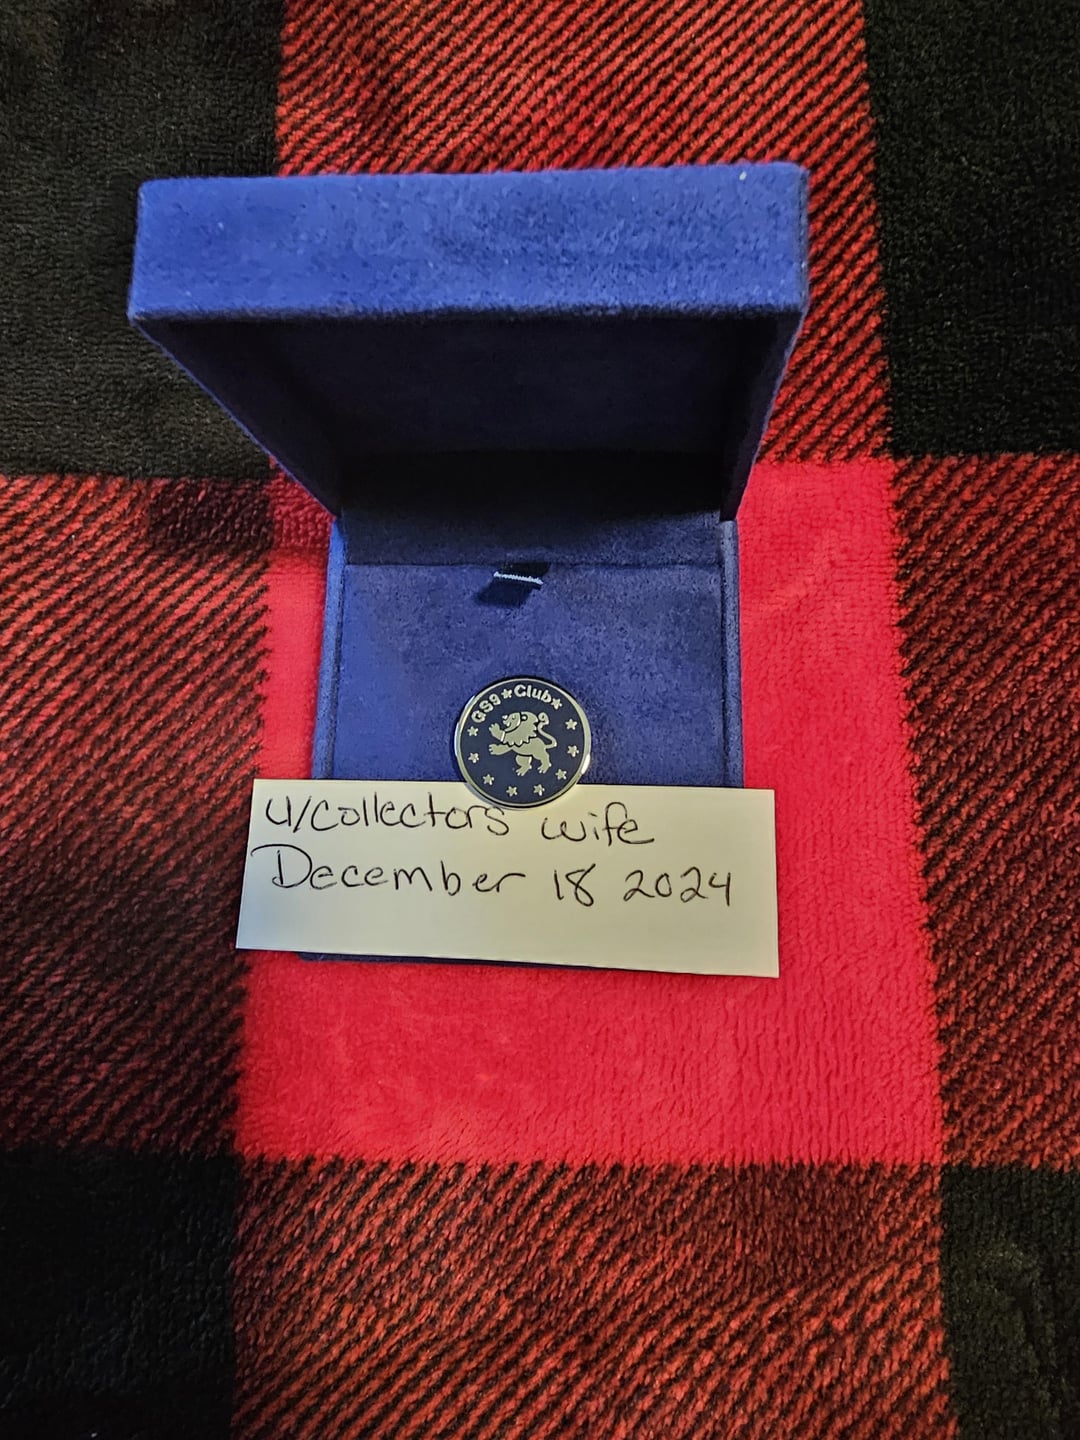 GS9★Club★
u/collectors wife
December 18 2024